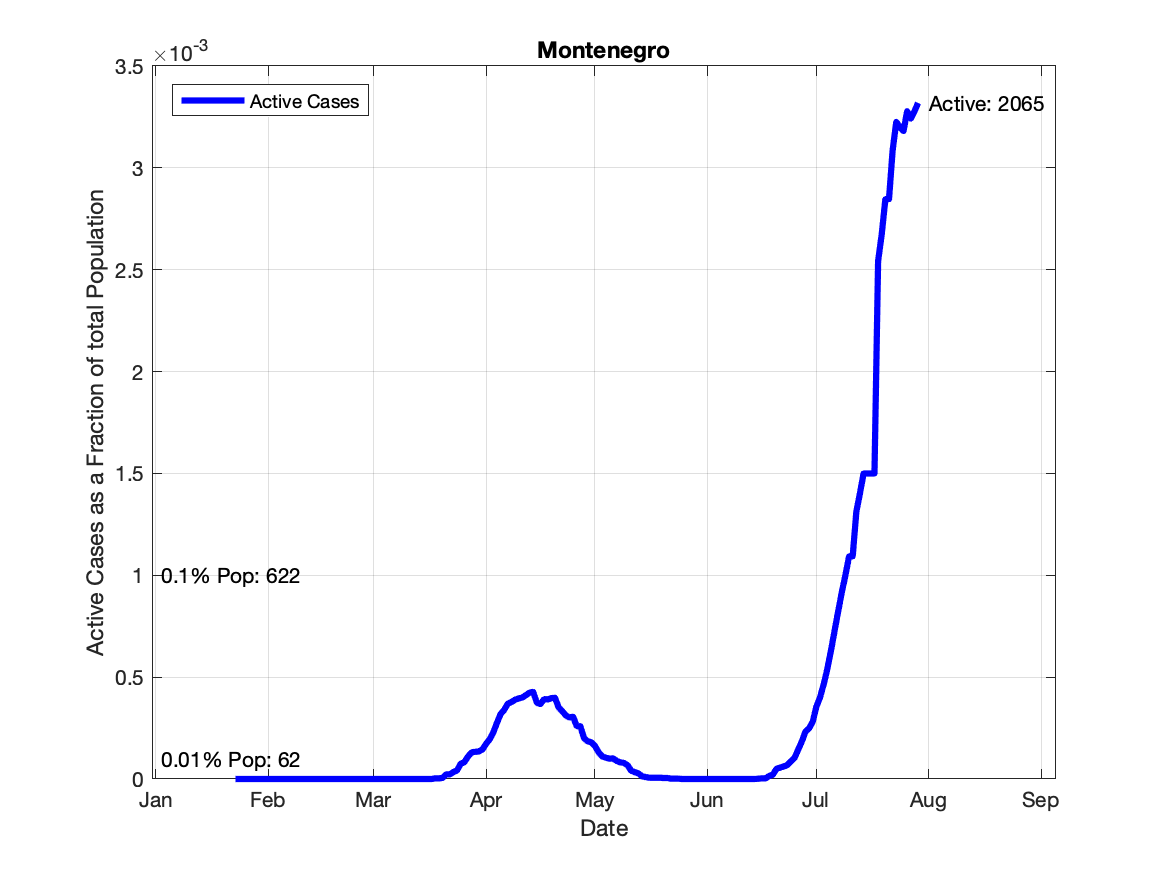 Montenegro
×10-3
3.5
3
2.5
2
1.5
1
0.5
0
Active Cases as a Fraction of total Population
Active Cases
Active: 2065
0.1% Pop: 622
0.01% Pop: 62
Jan Feb Mar Apr May Jun Jul Aug Sep
Date